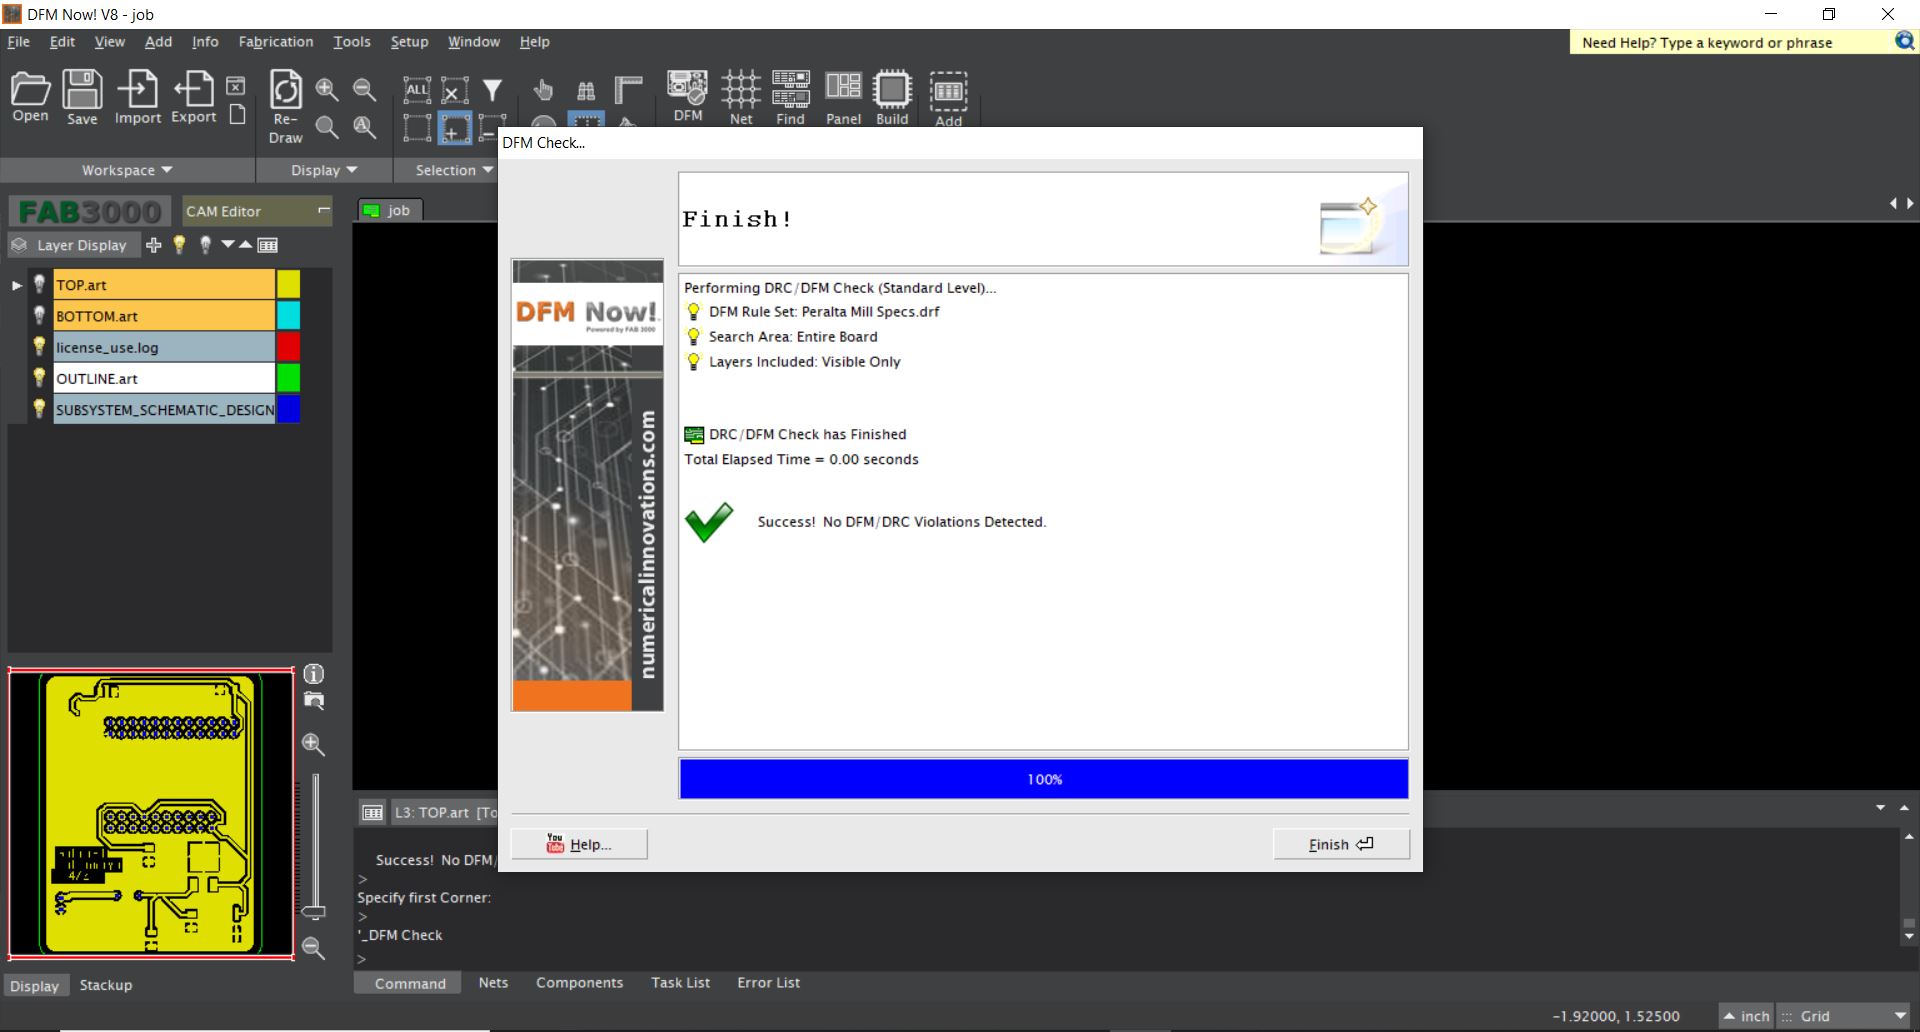 DFM Now! V8 - job
File Edit View Add Info Fabrication Tools Setup Window Help
Need Help? Type a keyword or phrase
Open Save Import Export Re-Draw ALL DFM Net Find Panel Build Add
Workspace Display Selection
FAB3000 CAM Editor
job
Layer Display
TOP.art
BOTTOM.art
license_use.log
OUTLINE.art
SUBSYSTEM_SCHEMATIC_DESIGN
DFM Check...
Finish!
DFM Now!
Powered by FAB 3000
numericalinnovations.com
Performing DRC/DFM Check (Standard Level)...
DFM Rule Set: Peralta Mill Specs.drf
Search Area: Entire Board
Layers Included: Visible Only
DRC/DFM Check has Finished
Total Elapsed Time = 0.00 seconds
Success! No DFM/DRC Violations Detected.
100%
You Tube Help...
Finish
L3: TOP.art [To
Success! No DFM/
>
Specify first Corner:
>
'_DFM Check
>
Command Nets Components Task List Error List
Display Stackup
-1.92000, 1.52500 inch Grid